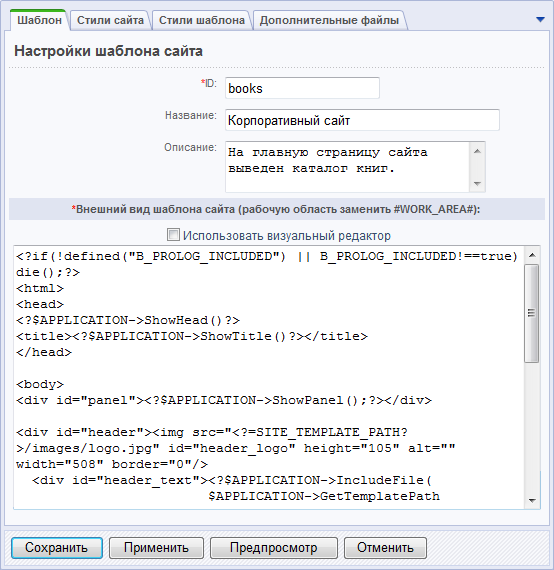 Шаблон Стили сайта Стили шаблона Дополнительные файлы
Настройки шаблона сайта
*ID: books
Название: Корпоративный сайт
Описание: На главную страницу сайта
выведен каталог книг.
*Внешний вид шаблона сайта (рабочую область заменить #WORK_AREA#):
Использовать визуальный редактор
<?if(!defined("B_PROLOG_INCLUDED") || B_PROLOG_INCLUDED!==true)
die();?>
<html>
<head>
<?$APPLICATION->ShowHead()?>
<title><?$APPLICATION->ShowTitle()?></title>
</head>
<body>
<div id="panel"><?$APPLICATION->ShowPanel();?></div>
<div id="header"><img src="<?=SITE_TEMPLATE_PATH?
>/images/logo.jpg" id="header_logo" height="105" alt=""
width="508" border="0"/>
<div id="header_text"><?$APPLICATION->IncludeFile(
$APPLICATION->GetTemplatePath
Сохранить Применить Предпросмотр Отменить